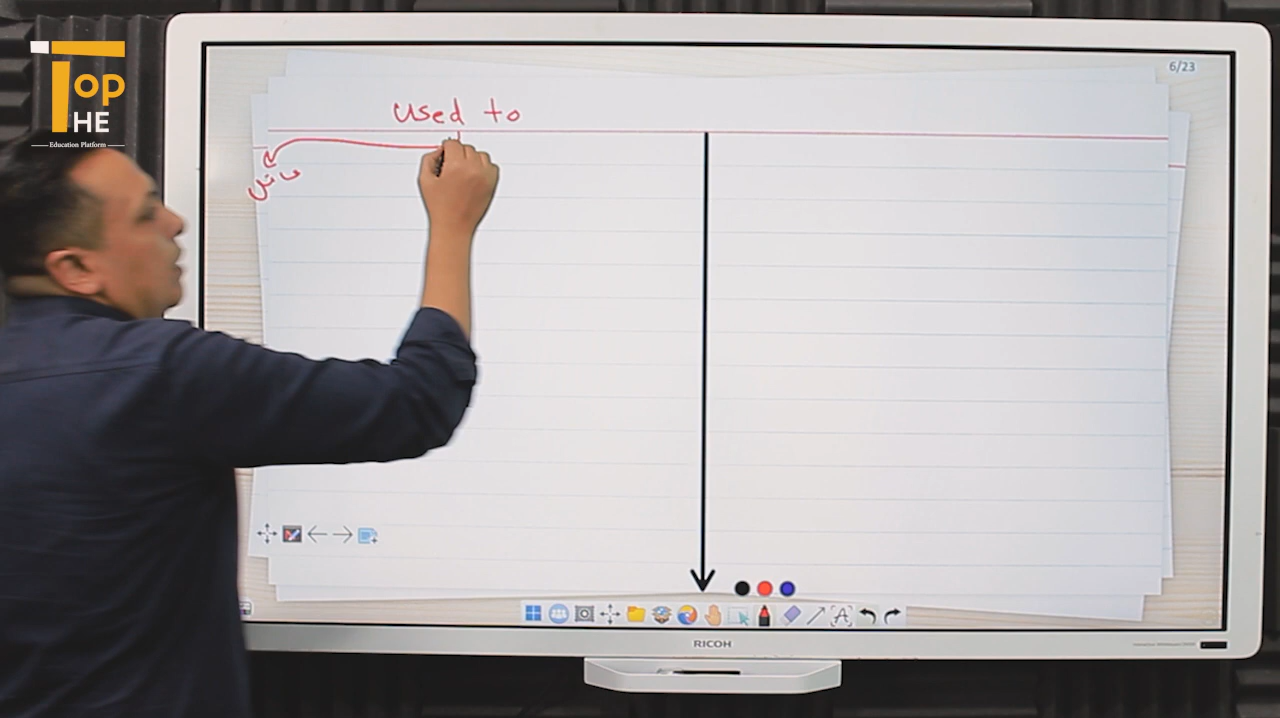 TOP
THE
Education Platform
6/23
used to
RICOH